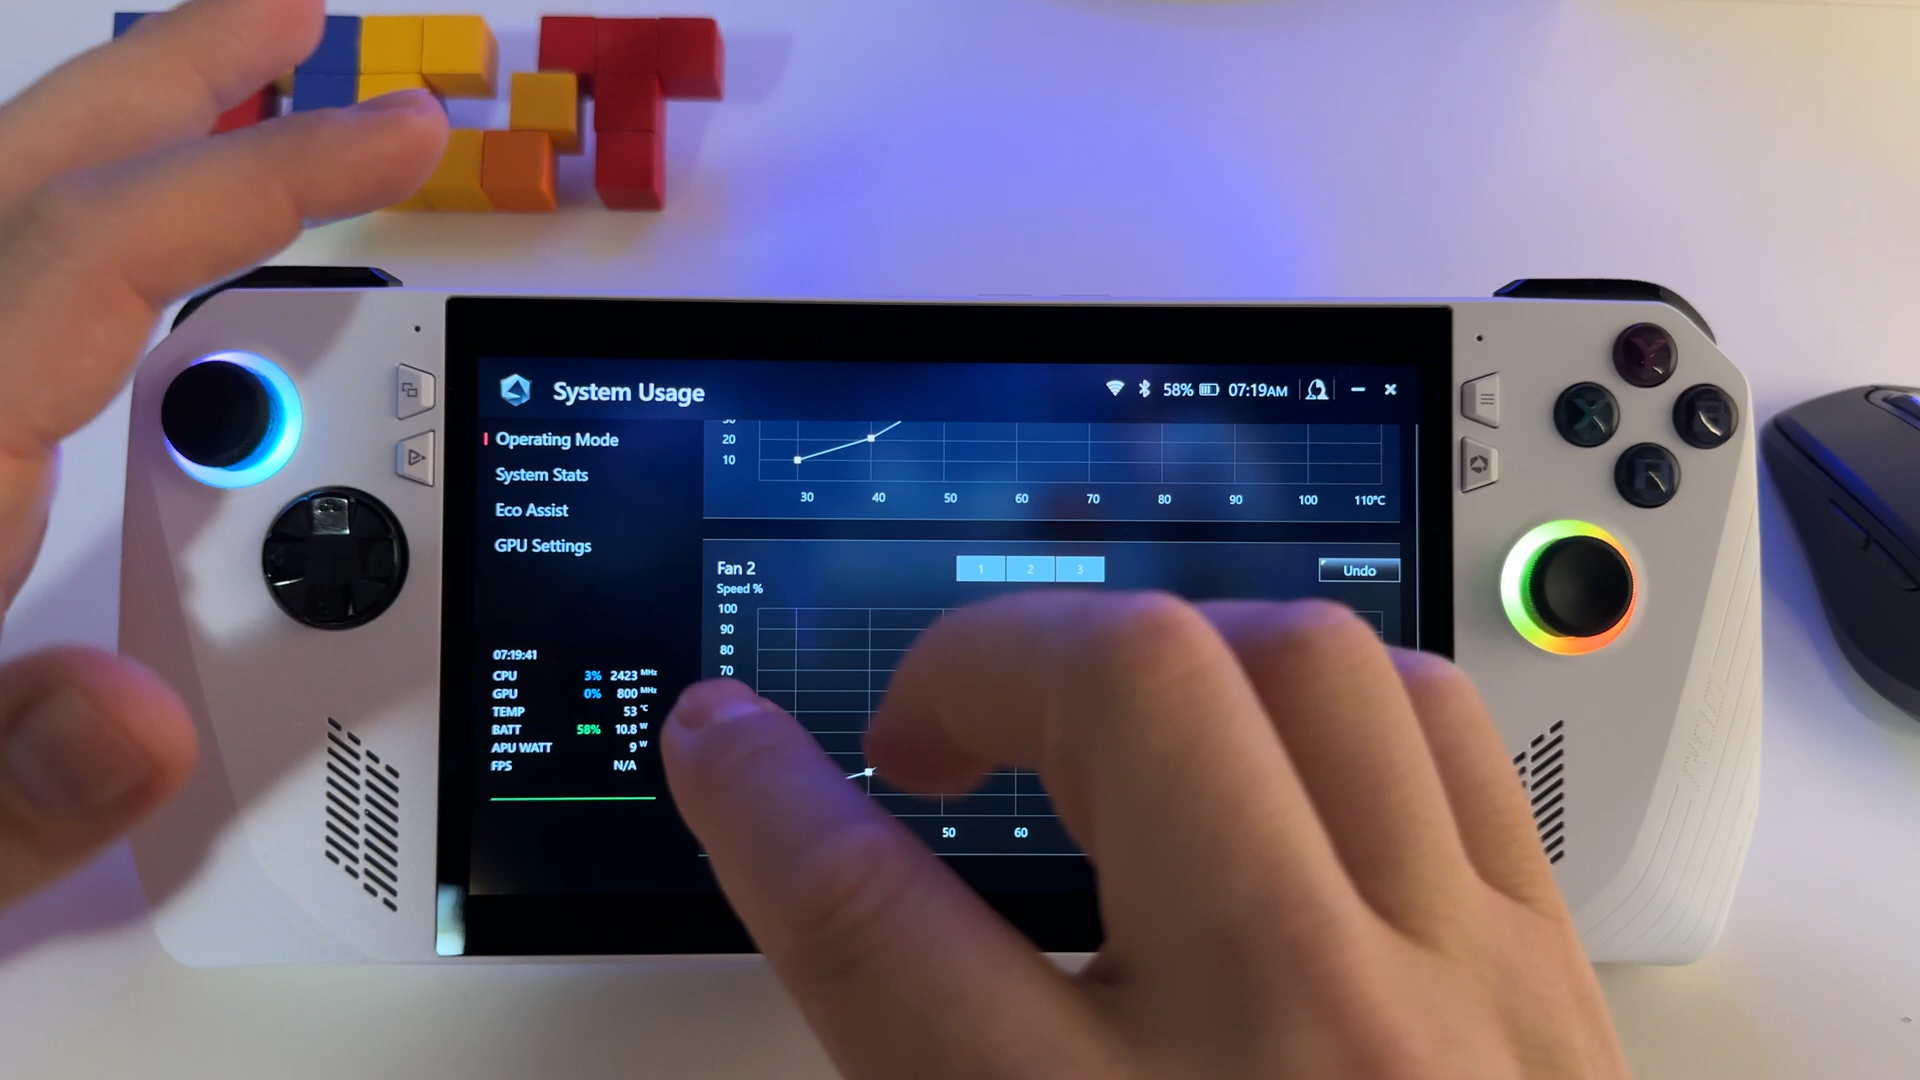 System Usage
58% 07:19AM
Operating Mode
System Stats
Eco Assist
GPU Settings
20
10
30 40 50 60 70 80 90 100 110°C
Fan 2
1 2 3
Undo
Speed %
100
90
80
70
50 60
07:19:41
CPU 3% 2423 MHz
GPU 0% 800 MHz
TEMP 53 °C
BATT 58% 10.8 W
APU WATT 9 W
FPS N/A
Y
X